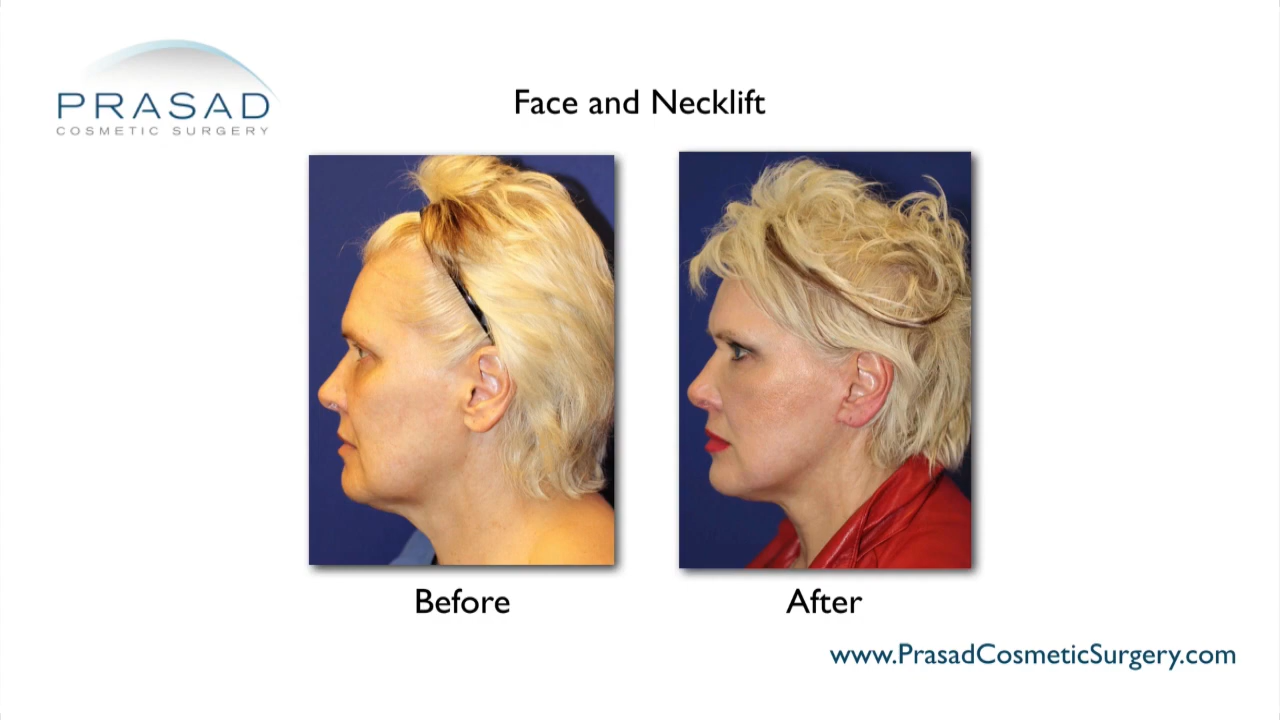 PRASAD
COSMETIC SURGERY
Face and Necklift
Before
After
www.PrasadCosmeticSurgery.com